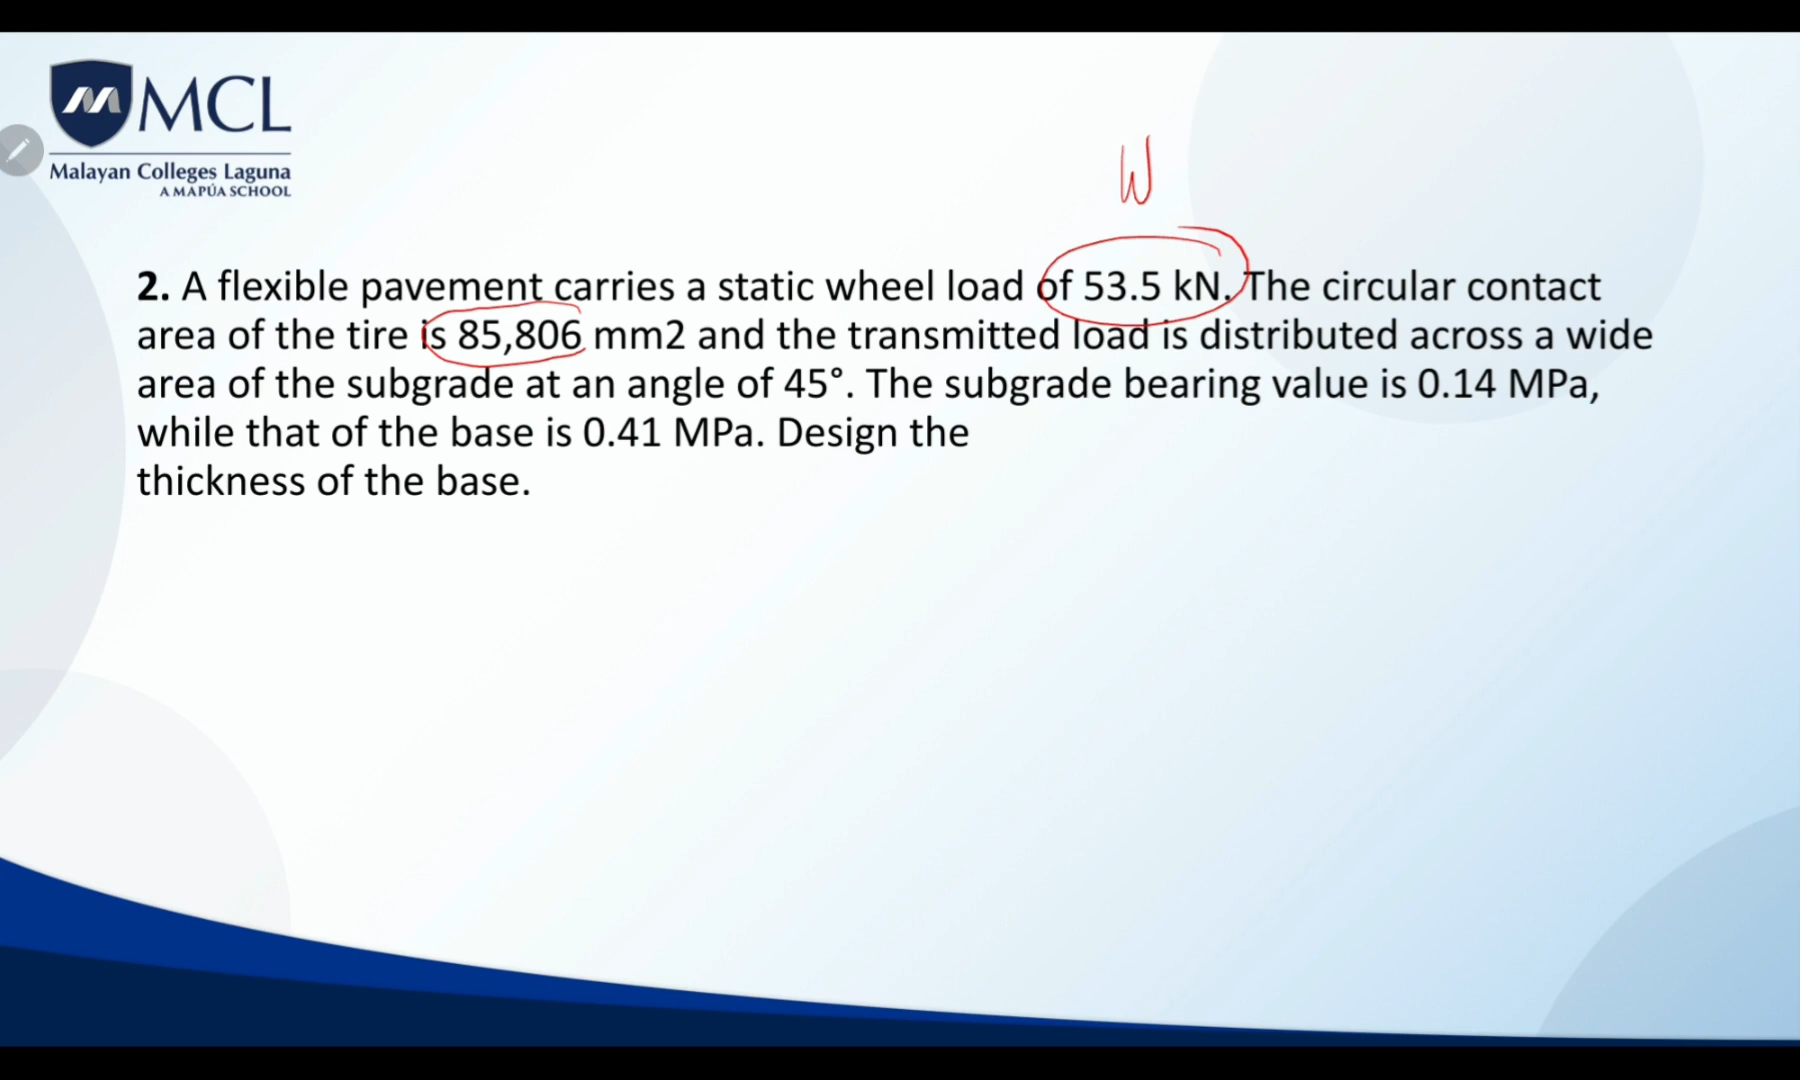 MCL
Malayan Colleges Laguna
A MAPÚA SCHOOL
W
2. A flexible pavement carries a static wheel load of 53.5 kN. The circular contact
area of the tire is 85,806 mm2 and the transmitted load is distributed across a wide
area of the subgrade at an angle of 45°. The subgrade bearing value is 0.14 MPa,
while that of the base is 0.41 MPa. Design the
thickness of the base.